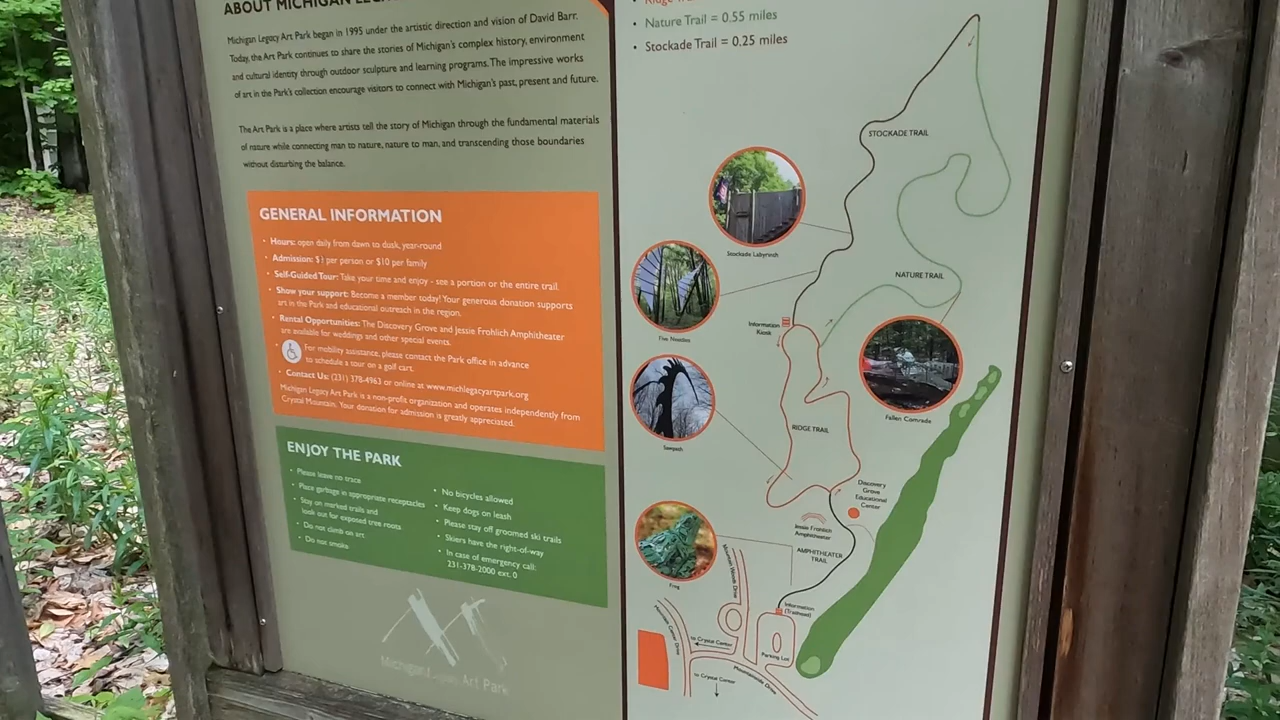 ABOUT MICHIGAN
Michigan Legacy Art Park began in 1995 under the artistic direction and vision of David Barr.
Today, the Art Park continues to share the stories of Michigan's complex history, environment
and cultural identity through outdoor sculpture and learning programs. The impressive works
of art in the Park's collection encourage visitors to connect with Michigan's past, present and future.
The Art Park is a place where artists tell the story of Michigan through the fundamental materials
of nature while connecting man to nature, nature to man, and transcending those boundaries
without disturbing the balance.
GENERAL INFORMATION
• Hours: open daily from dawn to dusk, year-round
• Admission: per person or $10 per family
• Self-Guided Tour: Take your time and enjoy - see a portion or the entire trail.
• Show your support: Become a member today! Your generous donation supports
art in the Park and educational outreach in the region.
• Rental Opportunities: The Discovery Grove and Jessie Frohlich Amphitheater
are available for weddings and other special events.
• For mobility assistance, please contact the Park office in advance
to schedule a tour on a golf cart.
• Contact Us: (231) 378-4963 or online at www.michlegacyartpark.org
Michigan Legacy Art Park is a non-profit organization and operates independently from
Crystal Mountain. Your donation for admission is greatly appreciated.
ENJOY THE PARK
• Please leave no trace
• Place garbage in appropriate receptacles
• Stay on marked trails and
look out for exposed tree roots
• Do not climb on art
• Do not smoke
• No bicycles allowed
• Keep dogs on leash
• Please stay off groomed ski trails
• Skiers have the right-of-way
• In case of emergency call:
231-378-2000 ext. 0
Michigan Legacy Art Park
• Nature Trail = 0.55 miles
• Stockade Trail = 0.25 miles
STOCKADE TRAIL
Stockade Labyrinth
NATURE TRAIL
Information
Kiosk
Five Needles
Fallen Comrade
RIDGE TRAIL
Sawpath
Discovery
Grove
Educational
Center
Jessie Frohlich
Amphitheater
AMPHITHEATER
TRAIL
Frog
Information
(Trailhead)
Parking Lot
to Crystal Center
to Crystal Center
Mountainside Drive